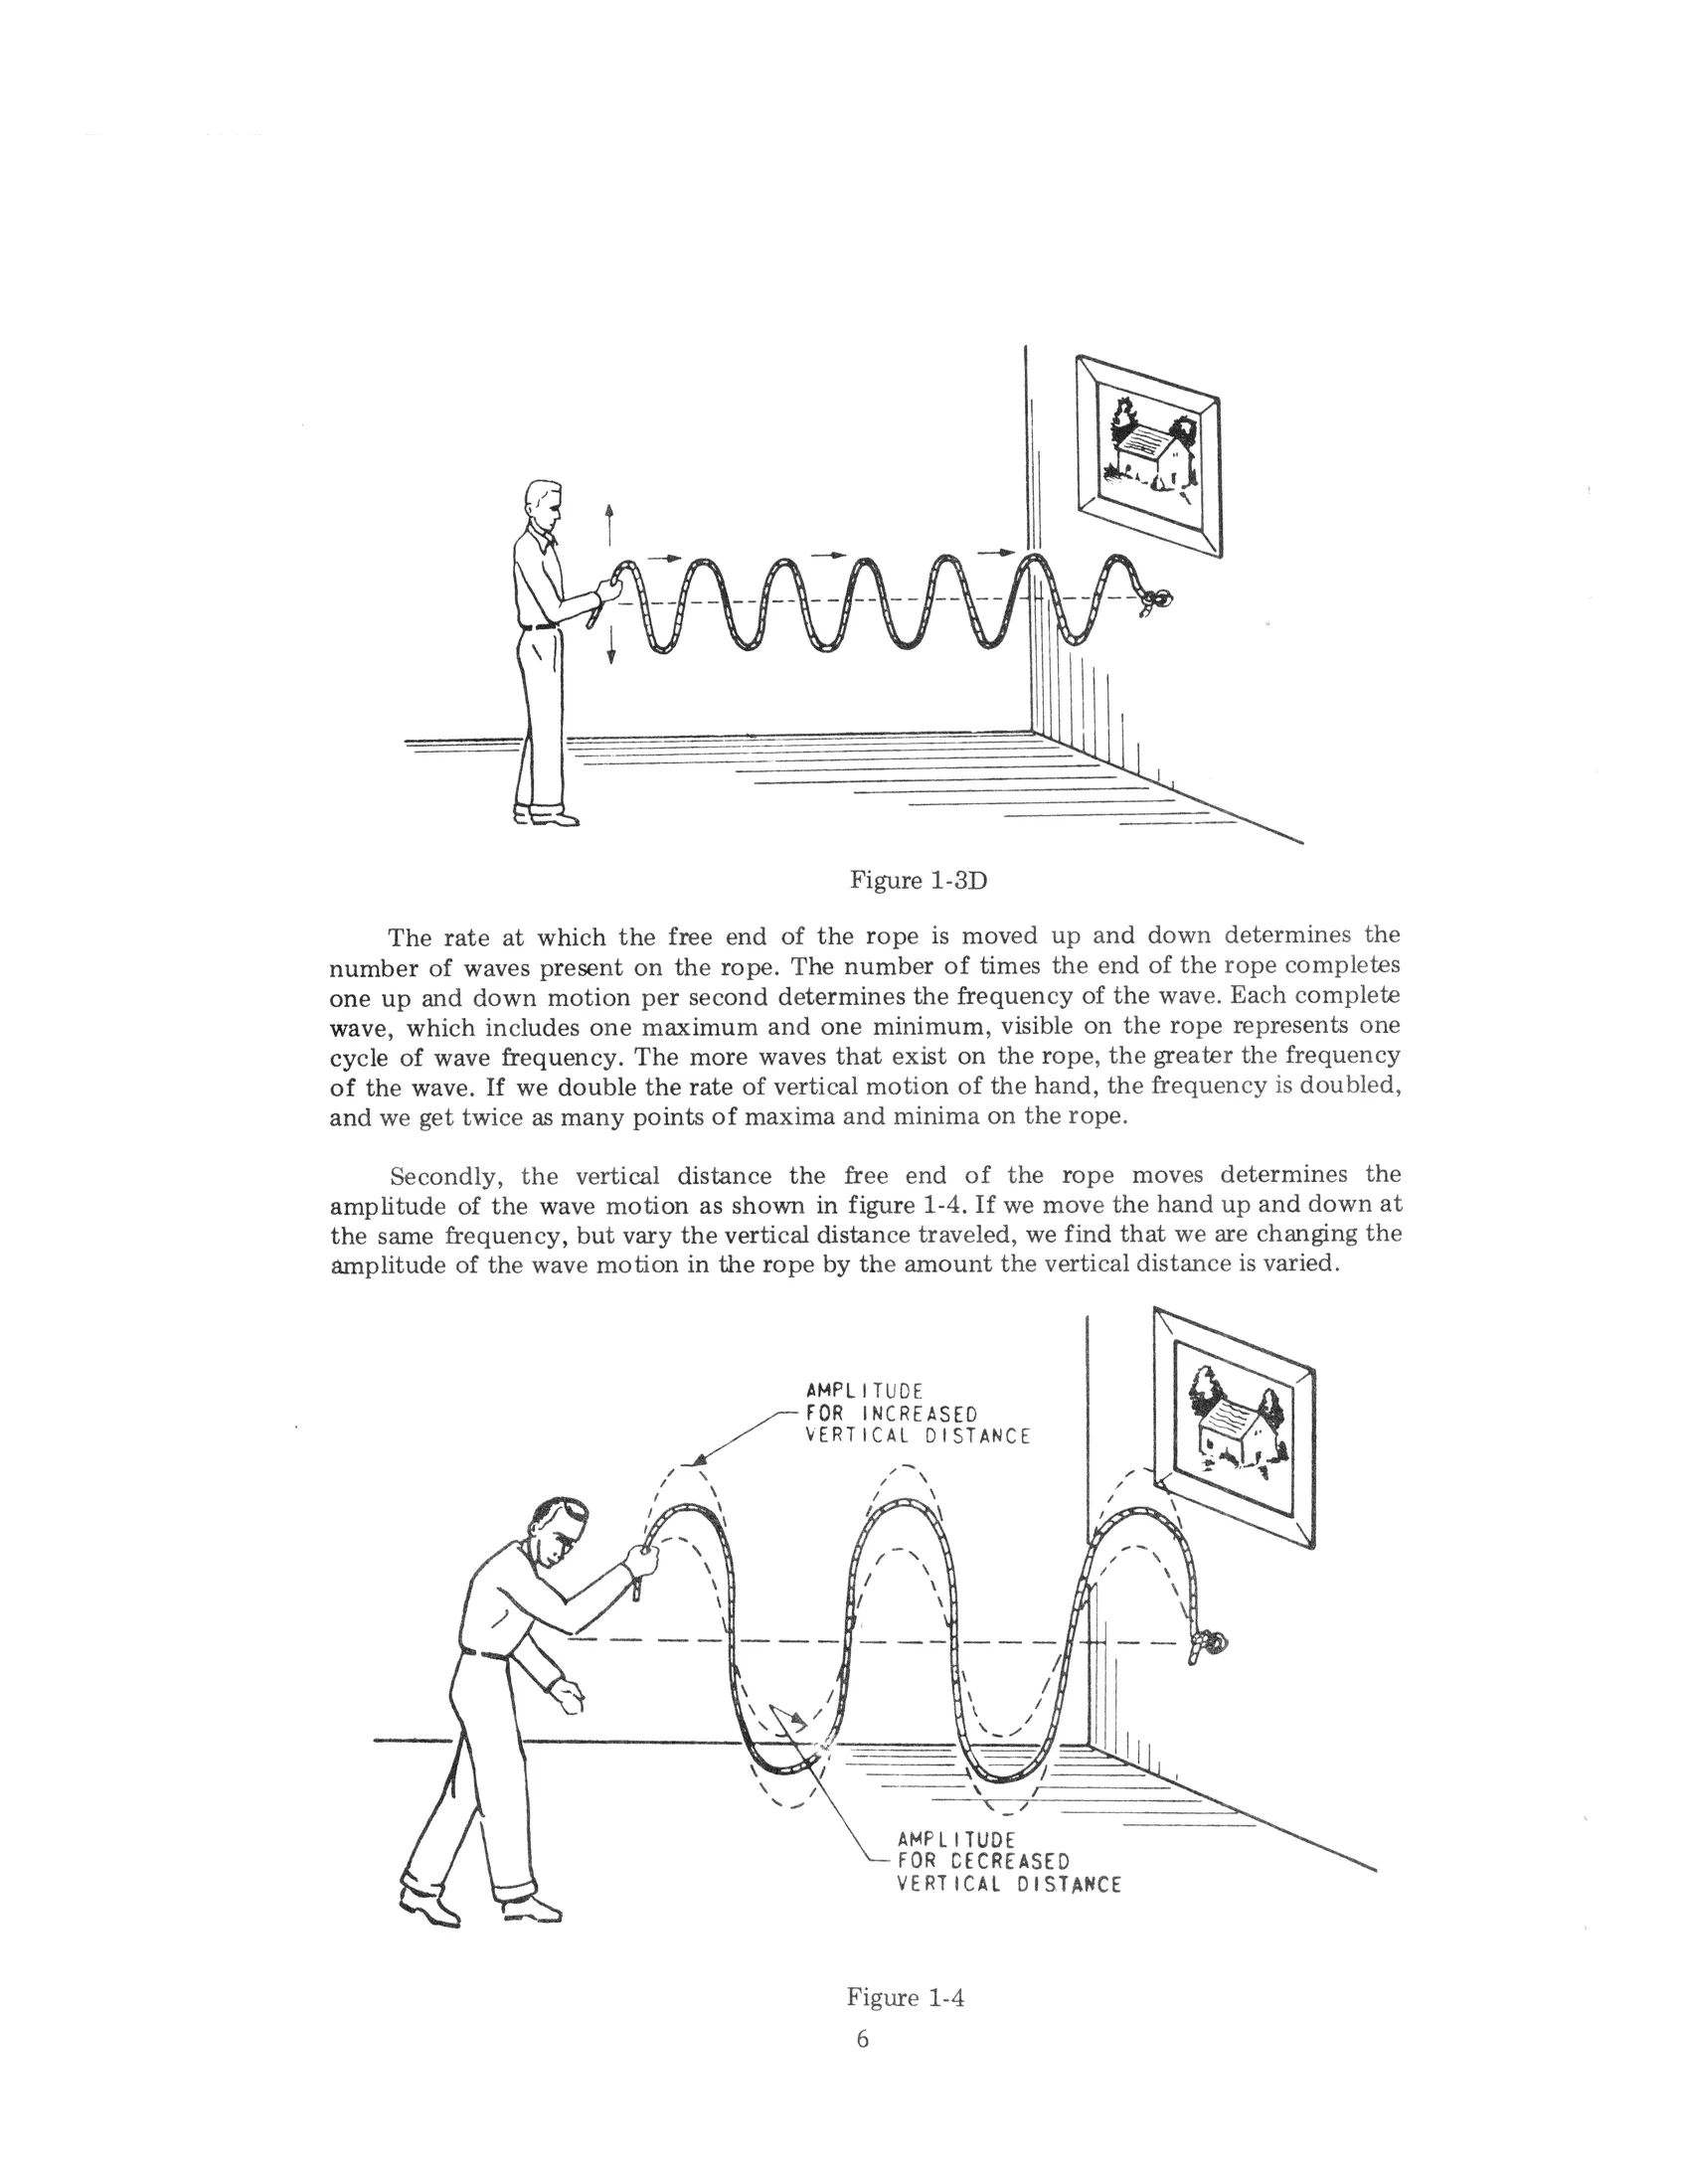 Figure 1-3D
The rate at which the free end of the rope is moved up and down determines the
number of waves present on the rope. The number of times the end of the rope completes
one up and down motion per second determines the frequency of the wave. Each complete
wave, which includes one maximum and one minimum, visible on the rope represents one
cycle of wave frequency. The more waves that exist on the rope, the greater the frequency
of the wave. If we double the rate of vertical motion of the hand, the frequency is doubled,
and we get twice as many points of maxima and minima on the rope.
Secondly, the vertical distance the free end of the rope moves determines the
amplitude of the wave motion as shown in figure 1-4. If we move the hand up and down at
the same frequency, but vary the vertical distance traveled, we find that we are changing the
amplitude of the wave motion in the rope by the amount the vertical distance is varied.
AMPLITUDE
FOR INCREASED
VERTICAL DISTANCE
AMPLITUDE
FOR DECREASED
VERTICAL DISTANCE
Figure 1-4
6